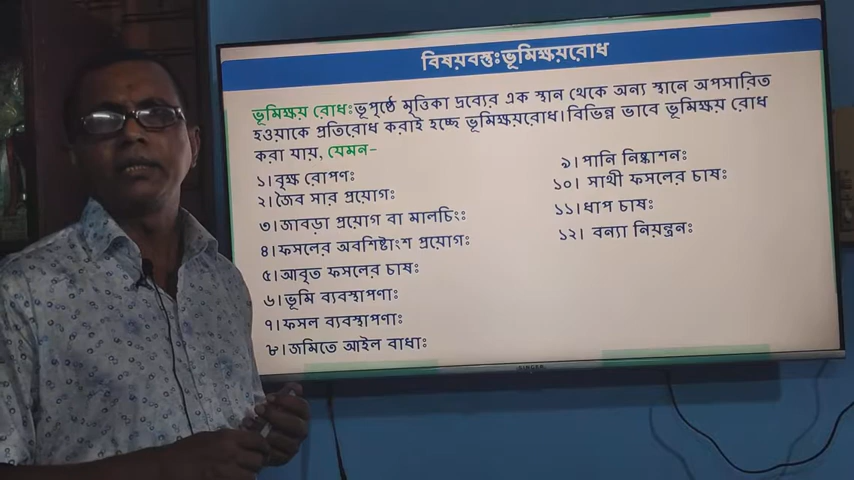 বিষয়বস্তুঃভূমিক্ষয়রোধ
ভূমিক্ষয় রোধঃভূপৃষ্ঠে মৃত্তিকা দ্রব্যের এক স্থান থেকে অন্য স্থানে অপসারিত
হওয়াকে প্রতিরোধ করাই হচ্ছে ভূমিক্ষয়রোধ।বিভিন্ন ভাবে ভূমিক্ষয় রোধ
করা যায়, যেমন-
১।বৃক্ষ রোপণঃ
২।জৈব সার প্রয়োগঃ
৩।জাবড়া প্রয়োগ বা মালচিংঃ
৪।ফসলের অবশিষ্টাংশ প্রয়োগঃ
৫।আবৃত ফসলের চাষঃ
৬।ভূমি ব্যবস্থাপণাঃ
৭।ফসল ব্যবস্থাপণাঃ
৮।জমিতে আইল বাধাঃ
৯।পানি নিষ্কাশনঃ
১০। সাথী ফসলের চাষঃ
১১।ধাপ চাষঃ
১২। বন্যা নিয়ন্ত্রনঃ
SINGER